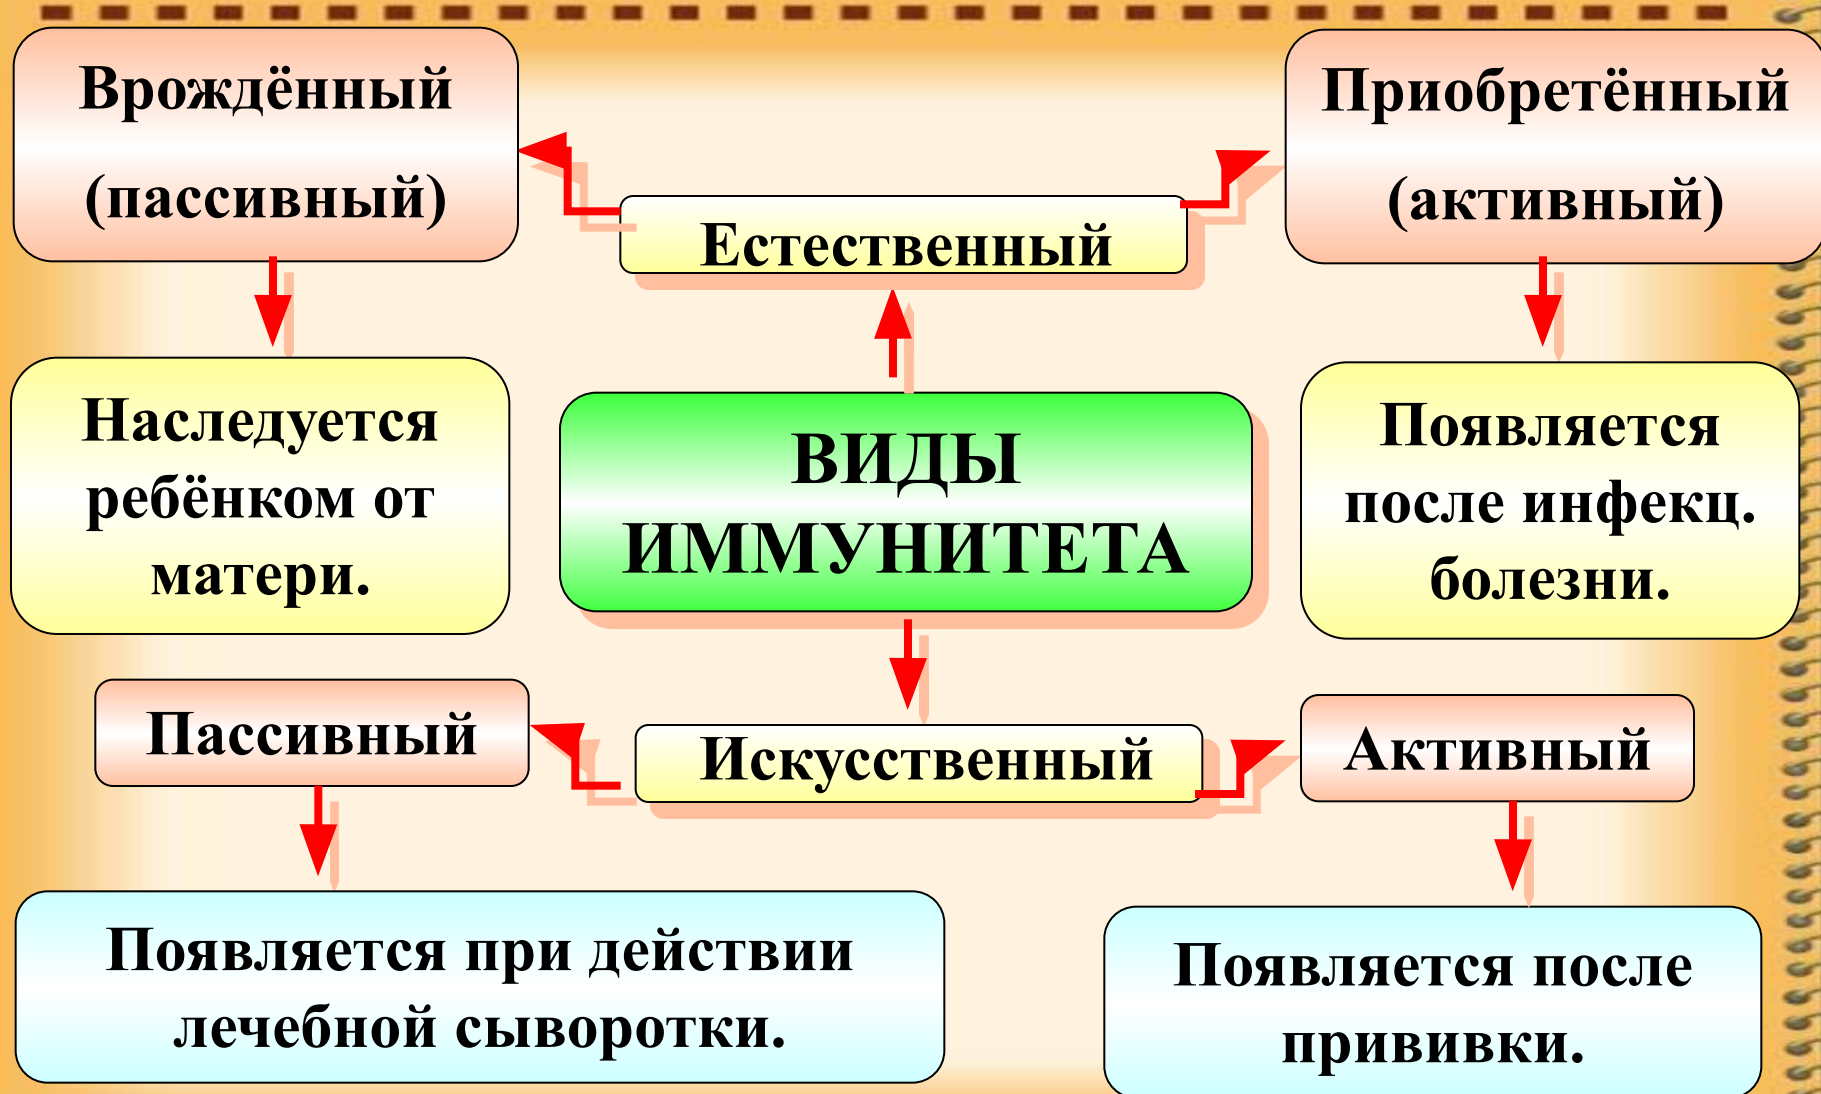 Врождённый
(пассивный)
Приобретённый
(активный)
Естественный
Наследуется
ребёнком от
матери.
ВИДЫ
ИММУНИТЕТА
Появляется
после инфекц.
болезни.
Пассивный
Искусственный
Активный
Появляется при действии
лечебной сыворотки.
Появляется после
прививки.